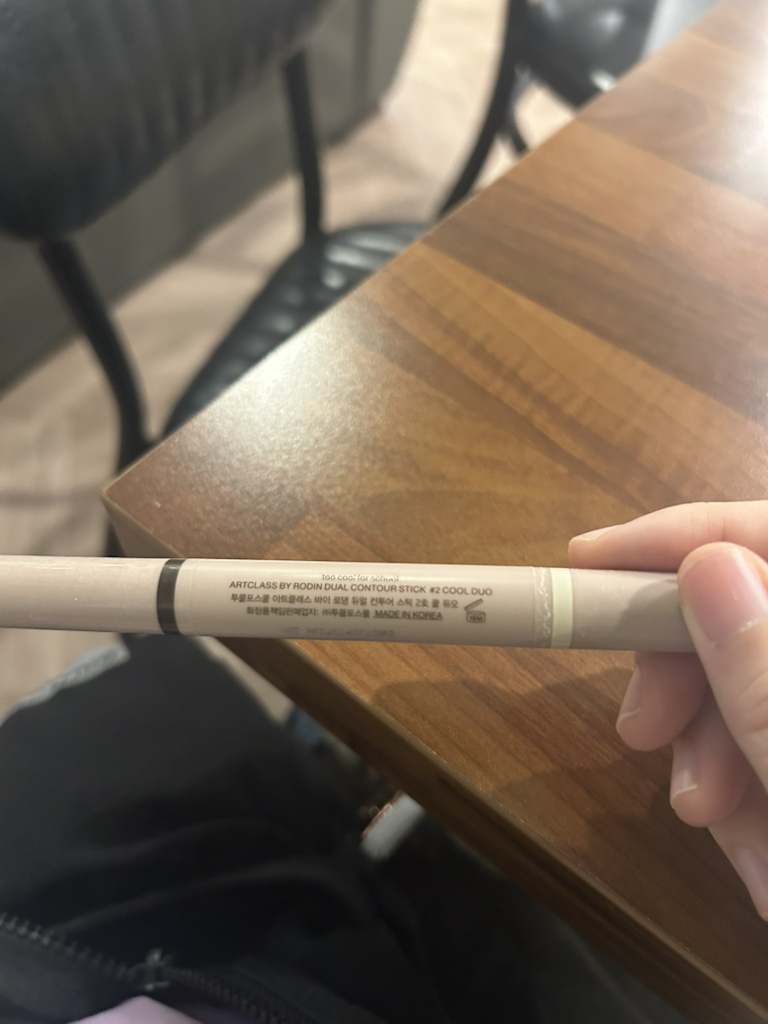 too cool for school
ARTCLASS BY RODIN DUAL CONTOUR STICK #2 COOL DUO
투쿨포스쿨 아트클래스 바이 로댕 듀얼 컨투어 스틱 2호 쿨 듀오
화장품책임판매업자: ㈜투쿨포스쿨 MADE IN KOREA